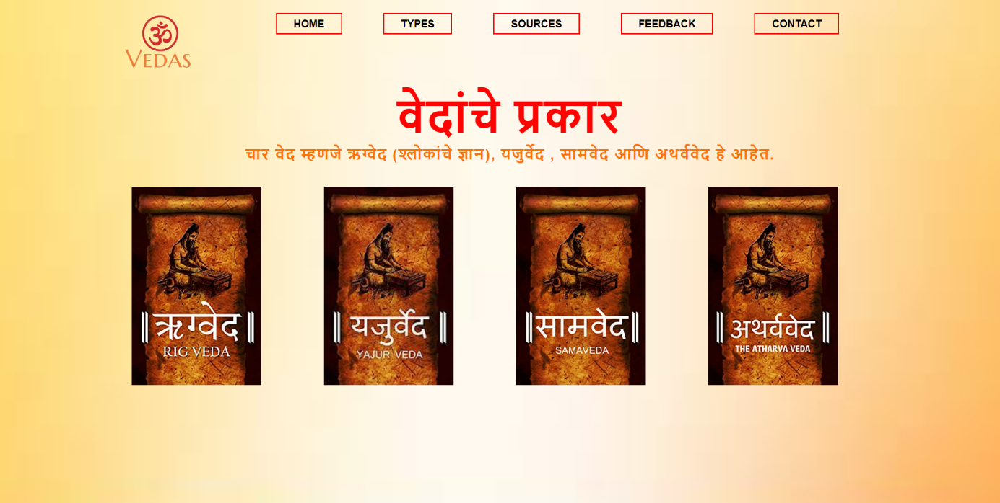 ॐ
VEDAS
HOME
TYPES
SOURCES
FEEDBACK
CONTACT
वेदांचे प्रकार
चार वेद म्हणजे ऋग्वेद (श्लोकांचे ज्ञान), यजुर्वेद , सामवेद आणि अथर्ववेद हे आहेत.
॥ऋग्वेद॥
RIG VEDA
॥ यजुर्वेद ॥
YAJUR VEDA
॥सामवेद॥
SAMAVEDA
॥अथर्ववेद॥
THE ATHARVA VEDA